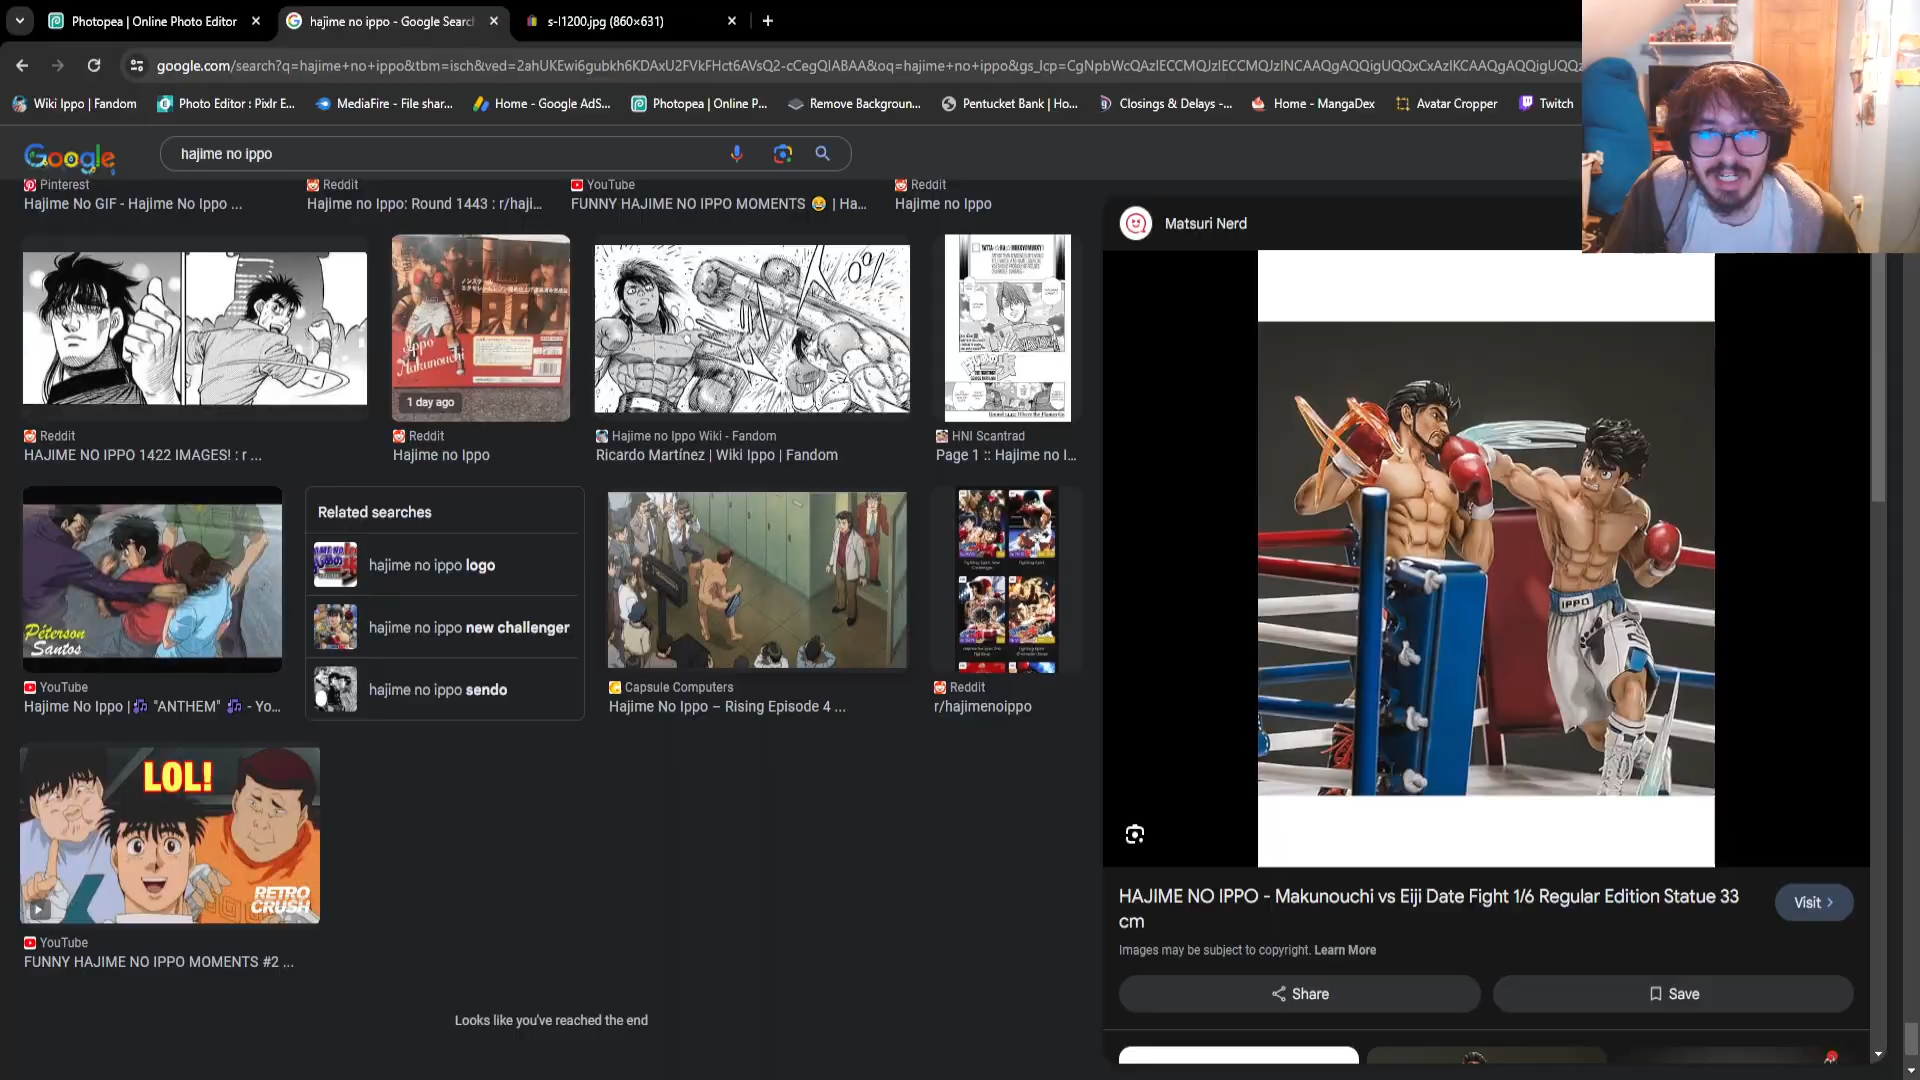 Photopea | Online Photo Editor
hajime no ippo - Google Search
s-l1200.jpg (860×631)
google.com/search?q=hajime+no+ippo&tbm=isch&ved=2ahUKEwi6gubkh6KDAxU2FVkFHct6AVsQ2-cCegQIABAA&oq=hajime+no+ippo&gs_lcp=CgNpbWcQAzIECCMQJzIECCMQJzINCAAQgAQQigUQQxCxAzIKCAAQgAQQigUQQz
Wiki Ippo | Fandom
Photo Editor : Pixlr E...
MediaFire - File shar...
Home - Google AdS...
Photopea | Online P...
Remove Backgroun...
Pentucket Bank | Ho...
Closings & Delays -...
Home - MangaDex
Avatar Cropper
Twitch
Google
hajime no ippo
Pinterest
Hajime No GIF - Hajime No Ippo ...
Reddit
Hajime no Ippo: Round 1443 : r/haji...
YouTube
FUNNY HAJIME NO IPPO MOMENTS 😂 | Ha...
Reddit
Hajime no Ippo
Matsuri Nerd
Ippo
Makunouchi
1 day ago
Reddit
HAJIME NO IPPO 1422 IMAGES! : r ...
Reddit
Hajime no Ippo
Hajime no Ippo Wiki - Fandom
Ricardo Martínez | Wiki Ippo | Fandom
HNI Scantrad
Page 1 :: Hajime no I...
Péterson
Santos
YouTube
Hajime No Ippo | 🎶 "ANTHEM" 🎶 - Yo...
Related searches
hajime no ippo logo
hajime no ippo new challenger
hajime no ippo sendo
Capsule Computers
Hajime No Ippo – Rising Episode 4 ...
Reddit
r/hajimenoippo
IPPO
LOL!
RETRO
CRUSH
YouTube
FUNNY HAJIME NO IPPO MOMENTS #2 ...
Looks like you've reached the end
HAJIME NO IPPO - Makunouchi vs Eiji Date Fight 1/6 Regular Edition Statue 33
cm
Visit
Images may be subject to copyright. Learn More
Share
Save